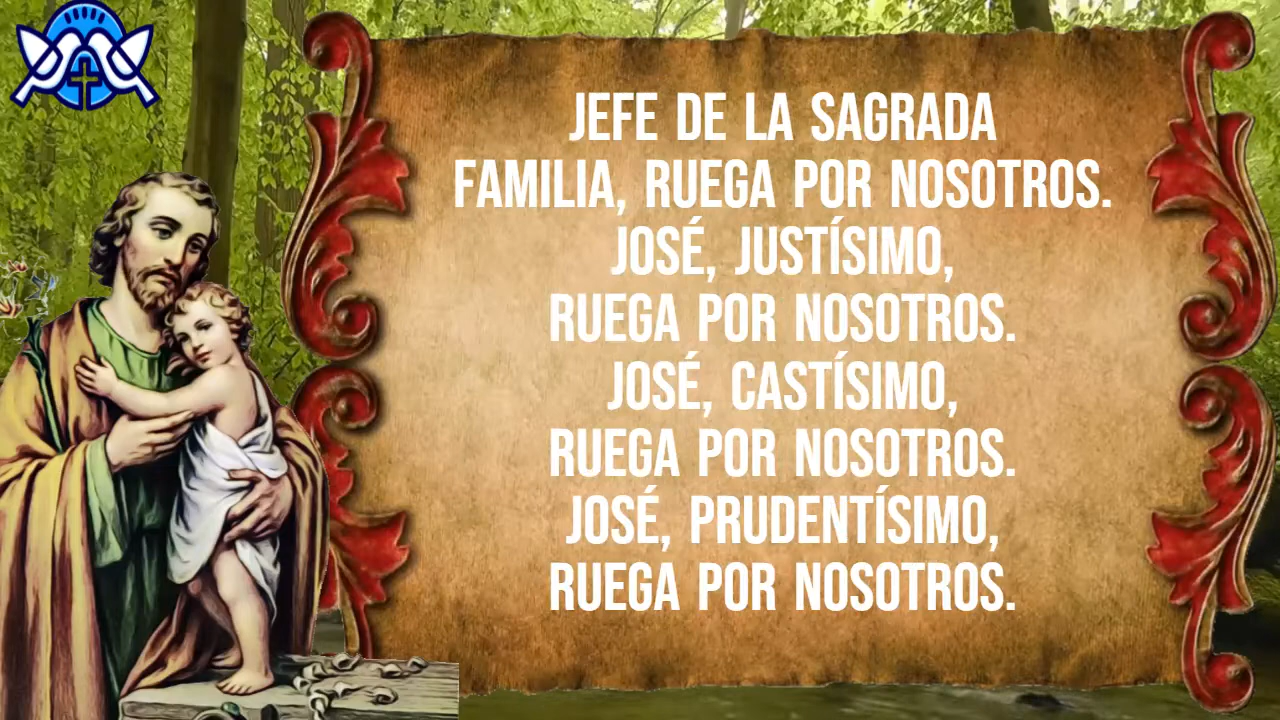 JEFE DE LA SAGRADA
FAMILIA, RUEGA POR NOSOTROS.
JOSÉ, JUSTÍSIMO,
RUEGA POR NOSOTROS.
JOSÉ, CASTÍSIMO,
RUEGA POR NOSOTROS.
JOSÉ, PRUDENTÍSIMO,
RUEGA POR NOSOTROS.